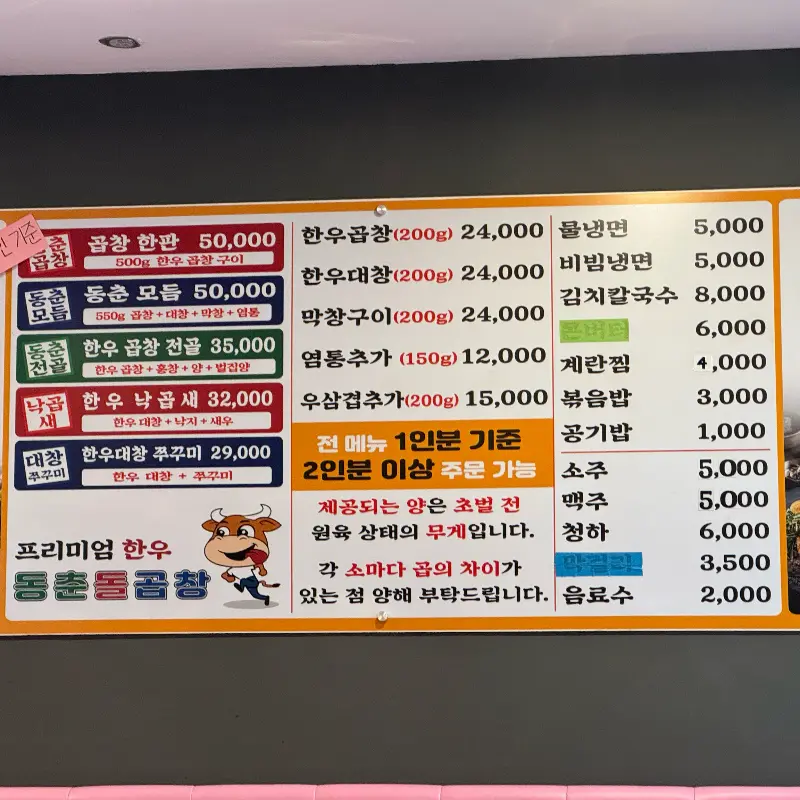 기준
춘
곱창
곱창 한판 50,000
500g 한우 곱창 구이
동춘
모듬
동춘 모듬 50,000
550g 곱창+대창+막창+염통
동춘
전골
한우 곱창 전골 35,000
한우 곱창+홍창+양+벌집양
낙곱
새
한우 낙곱새 32,000
한우 대창+낙지+새우
대창
쭈꾸미
한우대창 쭈꾸미 29,000
한우 대창 + 쭈꾸미
프리미엄 한우
동춘돌곱창
한우곱창(200g) 24,000
한우대창(200g) 24,000
막창구이(200g) 24,000
염통추가 (150g) 12,000
우삼겹추가(200g) 15,000
전 메뉴 1인분 기준
2인분 이상 주문 가능
제공되는 양은 초벌 전
원육 상태의 무게입니다.
각 소마다 곱의 차이가
있는 점 양해 부탁드립니다.
물냉면 5,000
비빔냉면 5,000
김치칼국수 8,000
콘버터 6,000
계란찜 4,000
볶음밥 3,000
공기밥 1,000
소주 5,000
맥주 5,000
청하 6,000
막걸리 3,500
음료수 2,000